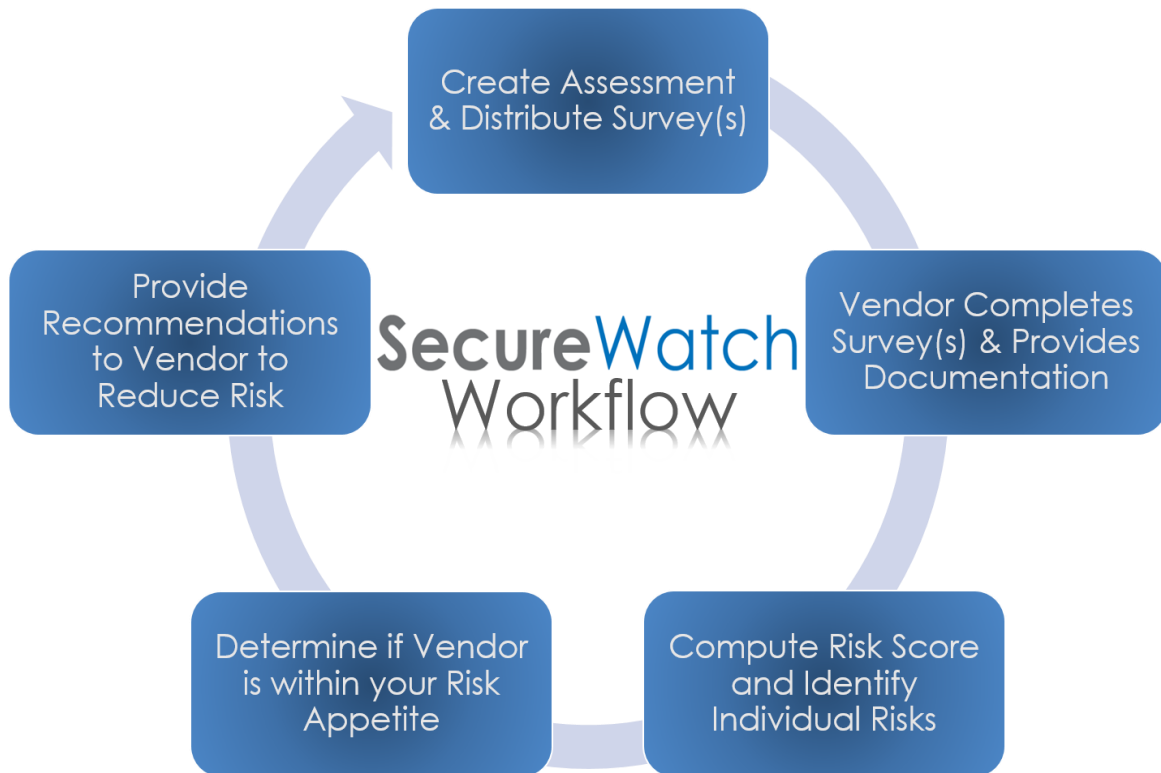 Create Assessment
& Distribute Survey(s)
Vendor Completes
Survey(s) & Provides
Documentation
Compute Risk Score
and Identify
Individual Risks
Determine if Vendor
is within your Risk
Appetite
Provide
Recommendations
to Vendor to
Reduce Risk
SecureWatch
Workflow